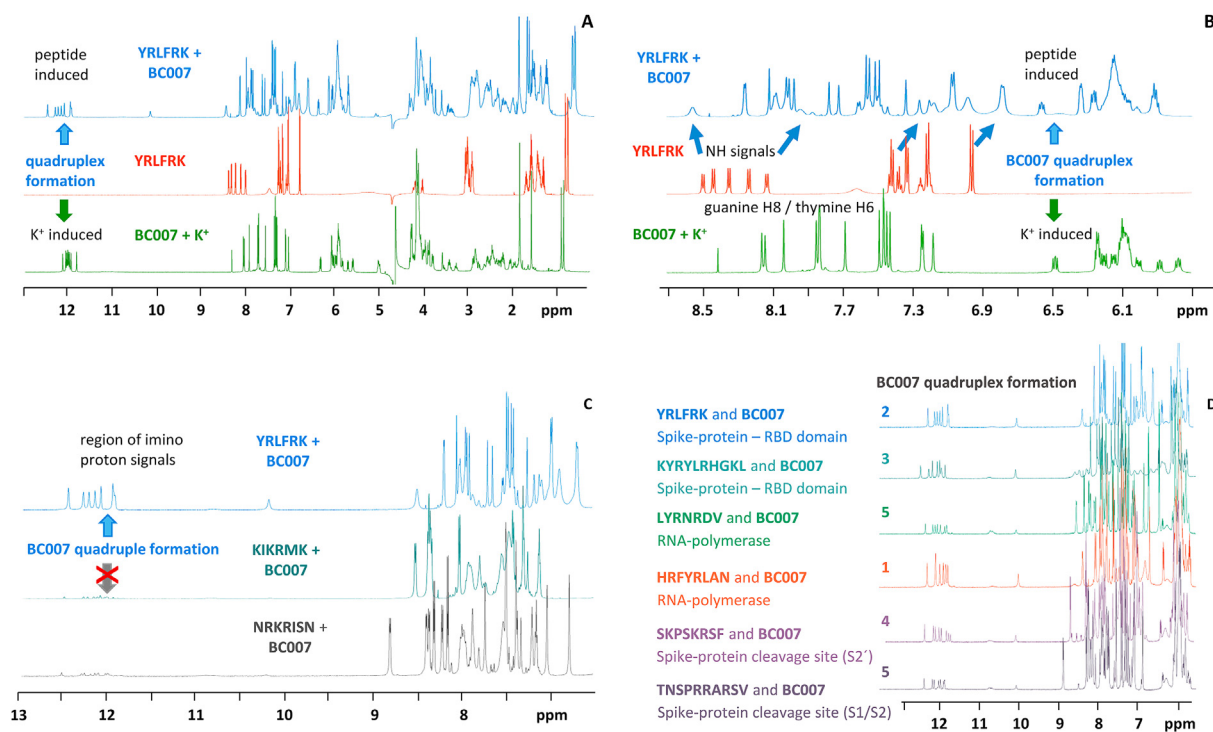 A
peptide
induced
YRLFRK +
BC007
quadruplex
formation
YRLFRK
K⁺ induced
BC007 + K⁺
12 11 10 9 8 7 6 5 4 3 2 ppm
B
YRLFRK +
BC007
peptide
induced
YRLFRK
NH signals
BC007 quadruplex
formation
guanine H8 / thymine H6
BC007 + K⁺
K⁺ induced
8.5 8.1 7.7 7.3 6.9 6.5 6.1 ppm
C
region of imino
proton signals
YRLFRK +
BC007
BC007 quadruple formation
KIKRMK +
BC007
NRKRISN +
BC007
13 12 11 10 9 8 ppm
BC007 quadruplex formation
D
YRLFRK and BC007
Spike-protein – RBD domain
2
KYRYLRHGKL and BC007
Spike-protein – RBD domain
3
LYRNRDV and BC007
RNA-polymerase
5
HRFYRLAN and BC007
RNA-polymerase
1
SKPSKRSF and BC007
Spike-protein cleavage site (S2´)
4
TNSPRRARSV and BC007
Spike-protein cleavage site (S1/S2)
5
12 11 10 9 8 7 ppm